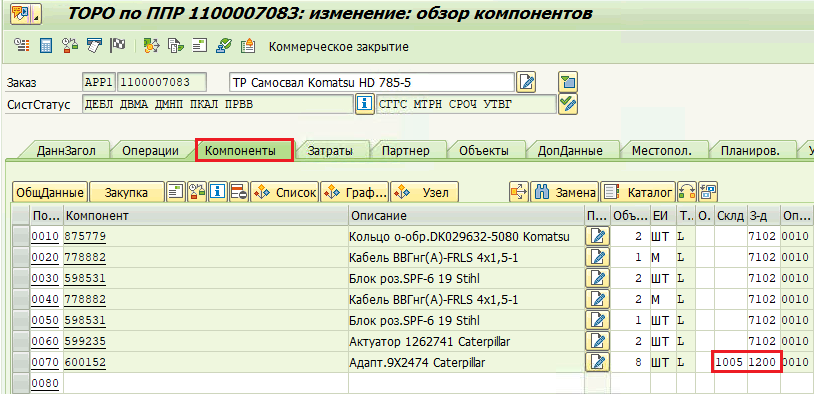 ТОРО по ППР 1100007083: изменение: обзор компонентов
Коммерческое закрытие
Заказ APP1 1100007083 ТР Самосвал Komatsu HD 785-5
СистСтатус ДЕБЛ ДВМА ДМНП ПКАЛ ПРВВ СТГС МТРН СРОЧ УТВГ
ДаннЗагол Операции Компоненты Затраты Партнер Объекты ДопДанные Местопол. Планиров. У
ОбщДанные Закупка Список Граф... Узел Замена Каталог
По... Компонент Описание П... Объ... ЕИ Т.. О. Склд З-д Оп...
0010 875779 Кольцо о-обр.DK029632-5080 Komatsu 2 ШТ L 7102 0010
0020 778882 Кабель ВВГнг(A)-FRLS 4x1,5-1 1 М L 7102 0010
0030 598531 Блок роз.SPF-6 19 Stihl 2 ШТ L 7102 0010
0040 778882 Кабель ВВГнг(A)-FRLS 4x1,5-1 2 М L 7102 0010
0050 598531 Блок роз.SPF-6 19 Stihl 1 ШТ L 7102 0010
0060 599235 Актуатор 1262741 Caterpillar 2 ШТ L 7102 0010
0070 600152 Адапт.9X2474 Caterpillar 8 ШТ L 1005 1200 0010
0080